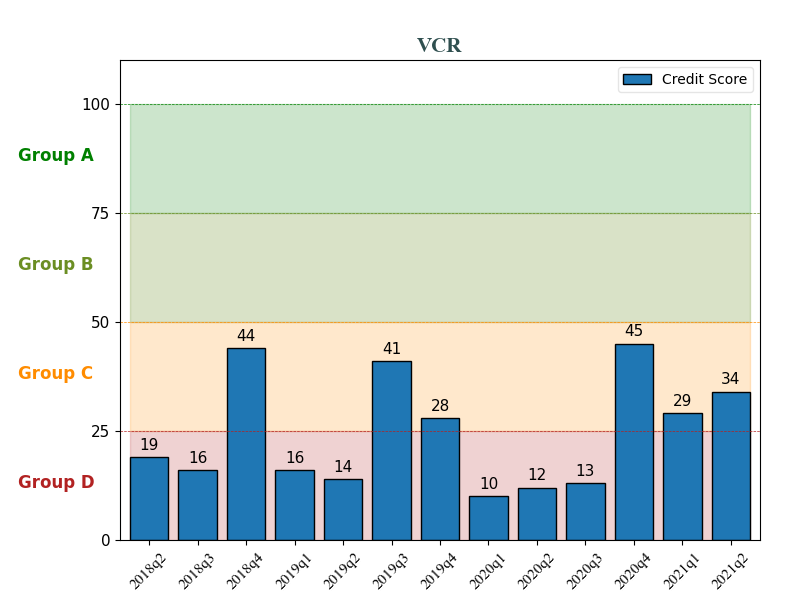 VCR
Credit Score
100
Group A
75
Group B
50
Group C
25
Group D
0
19
16
44
16
14
41
28
10
12
13
45
29
34
2018q2
2018q3
2018q4
2019q1
2019q2
2019q3
2019q4
2020q1
2020q2
2020q3
2020q4
2021q1
2021q2